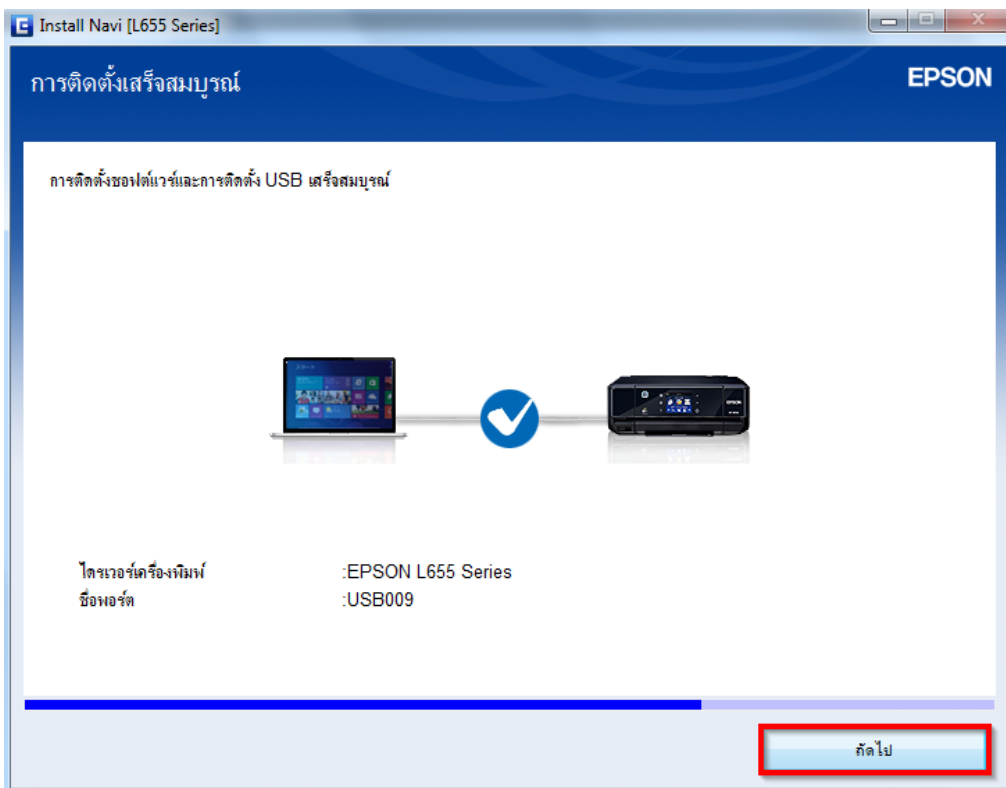 Install Navi [L655 Series]
การติดตั้งเสร็จสมบูรณ์
EPSON
การติดตั้งซอฟต์แวร์และการติดตั้ง USB เสร็จสมบูรณ์
ไดรเวอร์เครื่องพิมพ์ :EPSON L655 Series
ชื่อพอร์ต :USB009
ถัดไป